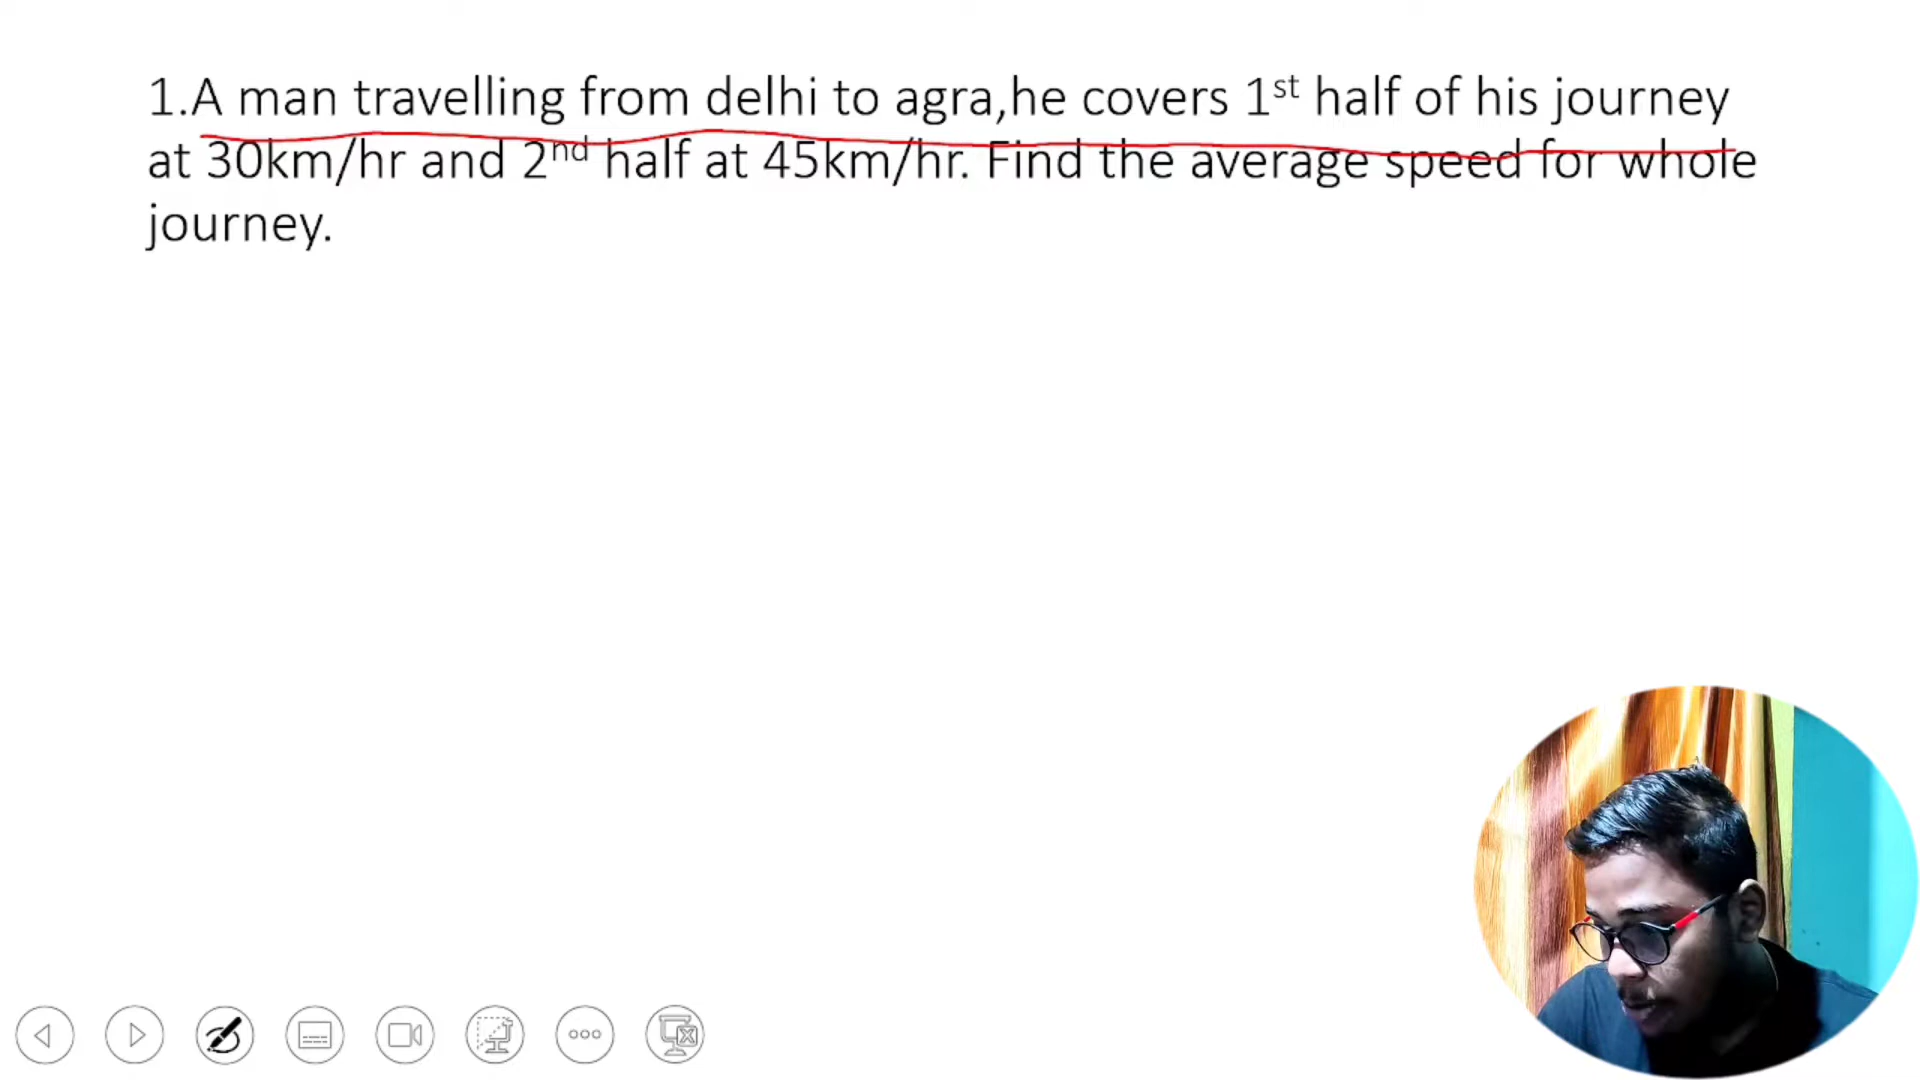 1.A man travelling from delhi to agra,he covers 1st half of his journey
at 30km/hr and 2nd half at 45km/hr. Find the average speed for whole
journey.